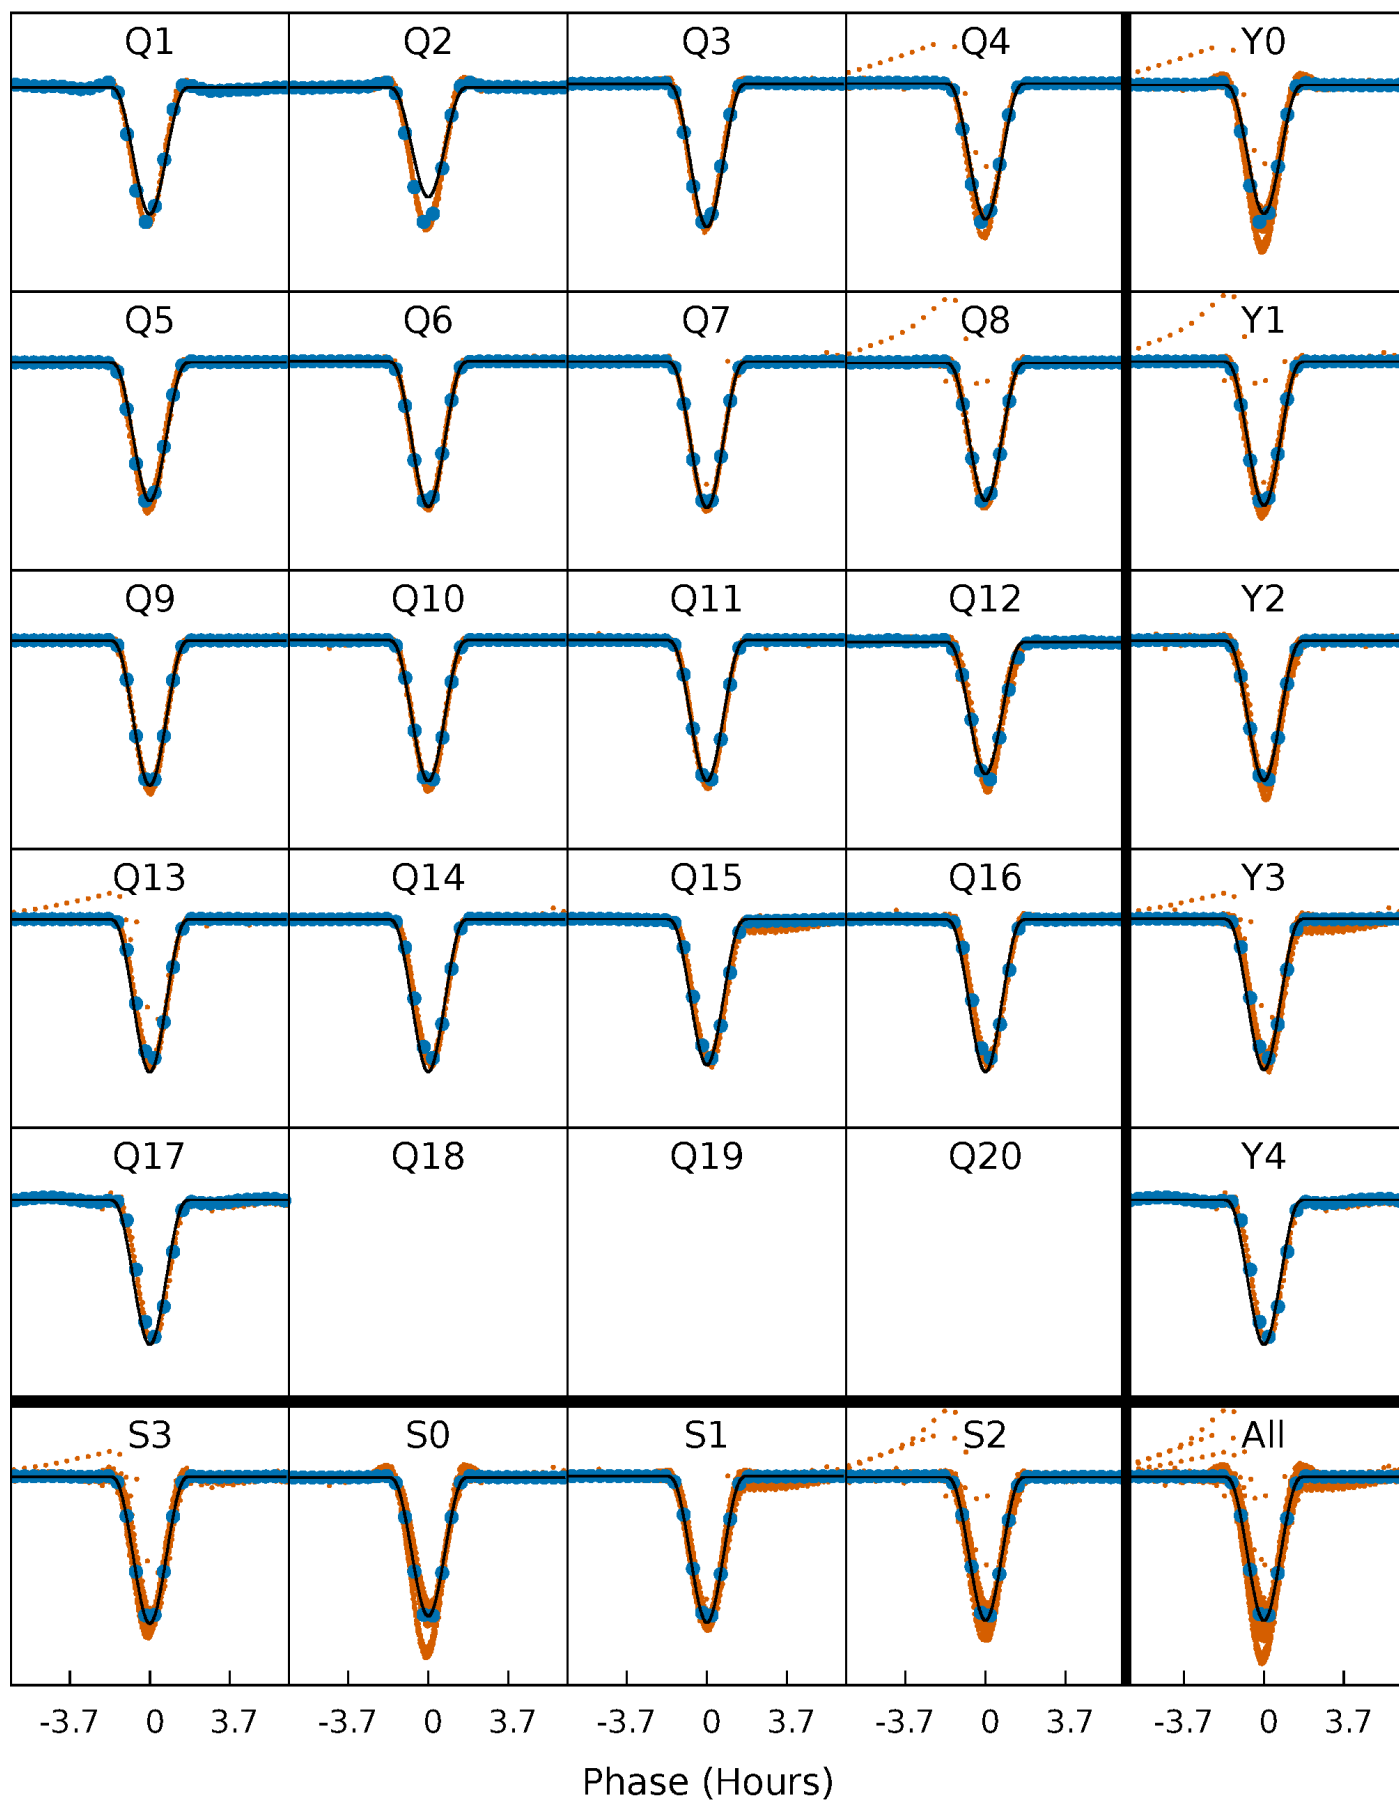 Q1 Q2 Q3 Q4 Y0
Q5 Q6 Q7 Q8 Y1
Q9 Q10 Q11 Q12 Y2
Q13 Q14 Q15 Q16 Y3
Q17 Q18 Q19 Q20 Y4
S3 S0 S1 S2 All
-3.7 0 3.7 -3.7 0 3.7 -3.7 0 3.7 -3.7 0 3.7 -3.7 0 3.7
Phase (Hours)